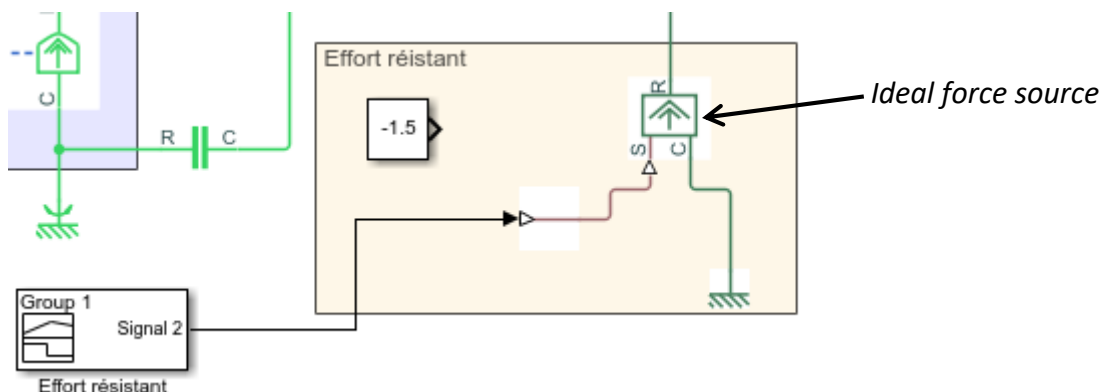 Effort réistant
R
Ideal force source
-1.5
C
R C
S C
Group 1
Signal 2
Effort résistant